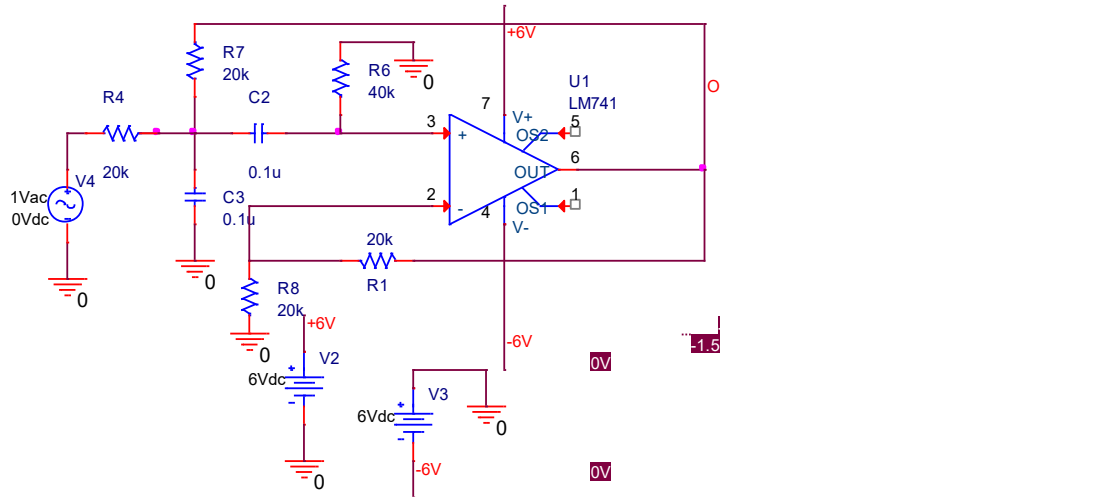 +6V
R7
20k
R6
40k
0
O
U1
LM741
R4
C2
7
V+
5
OS2
3
+
6
OUT
20k
0.1u
V4
1Vac
0Vdc
+
-
C3
0.1u
2
-
4
OS1
1
V-
20k
R1
0
0
R8
20k
+6V
-6V
0
-1.5
0V
V2
+
6Vdc
-
V3
+
6Vdc
-
0
-6V
0V
0